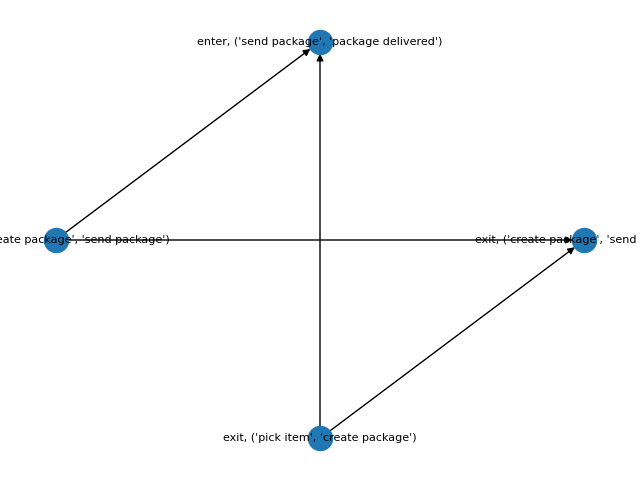 enter, ('send package', 'package delivered')
eate package', 'send package')
exit, ('create package', 'send
exit, ('pick item', 'create package')